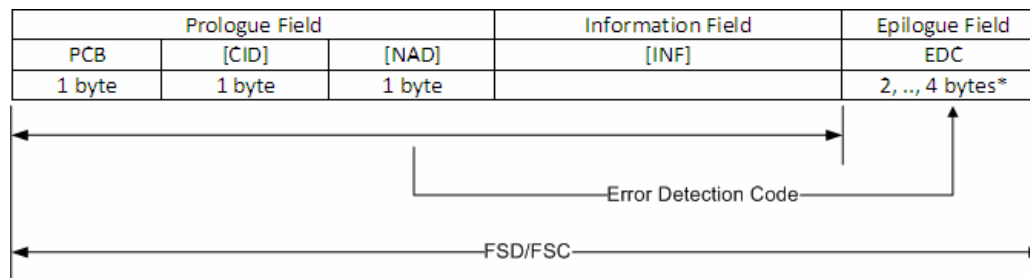 Prologue Field Information Field Epilogue Field
PCB [CID] [NAD] [INF] EDC
1 byte 1 byte 1 byte 2, .., 4 bytes*
Error Detection Code
FSD/FSC